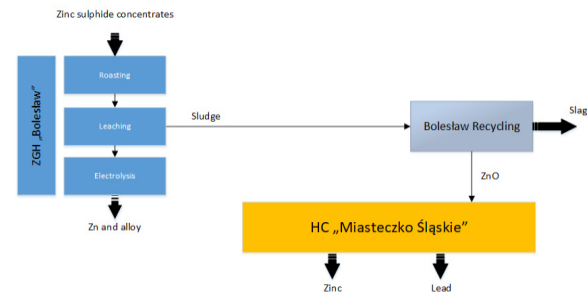 Zinc sulphide concentrates
ZGH „Bolesław”
Roasting
Leaching
Sludge
Bolesław Recycling
Slag
Electrolysis
ZnO
Zn and alloy
HC „Miasteczko Śląskie”
Zinc
Lead